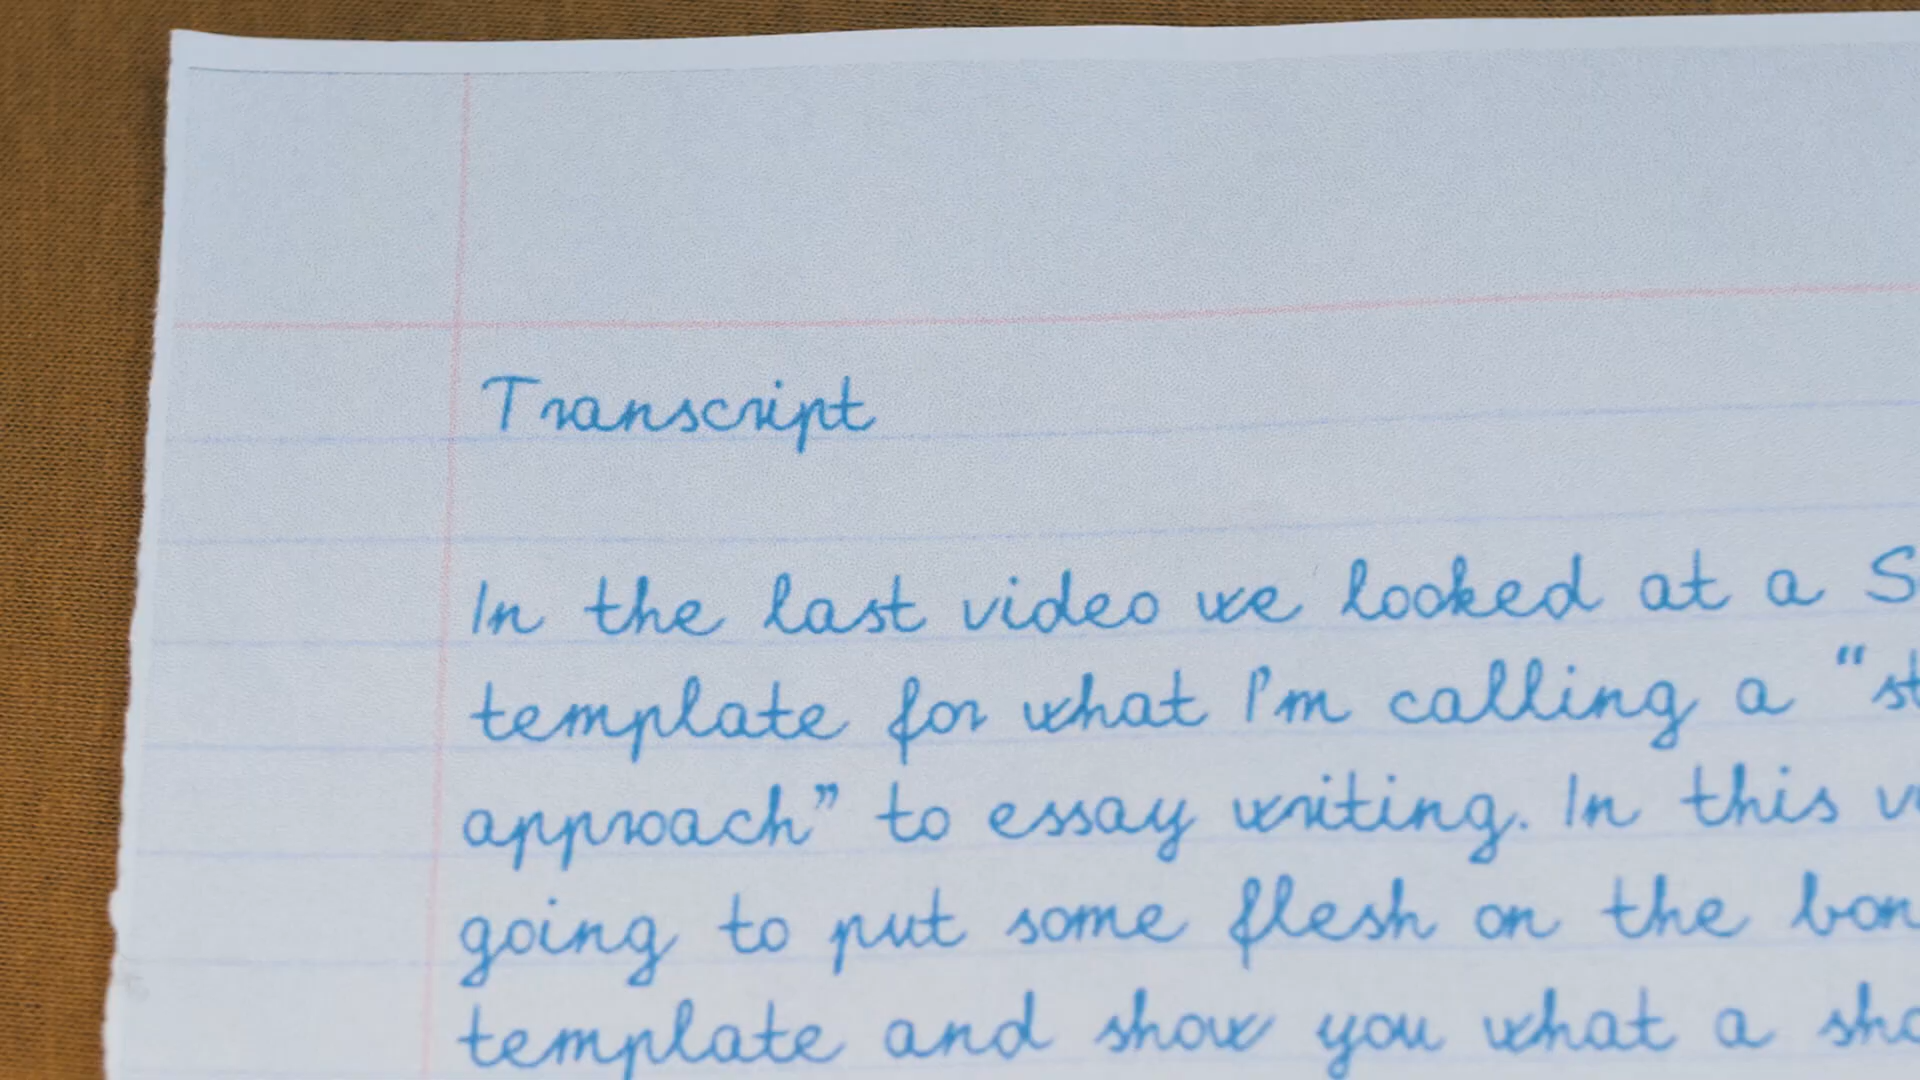 Transcript
In the last video we looked at a
template for what I'm calling a
approach” to essay writing. In this
going to put some flesh on the
template and show you what a